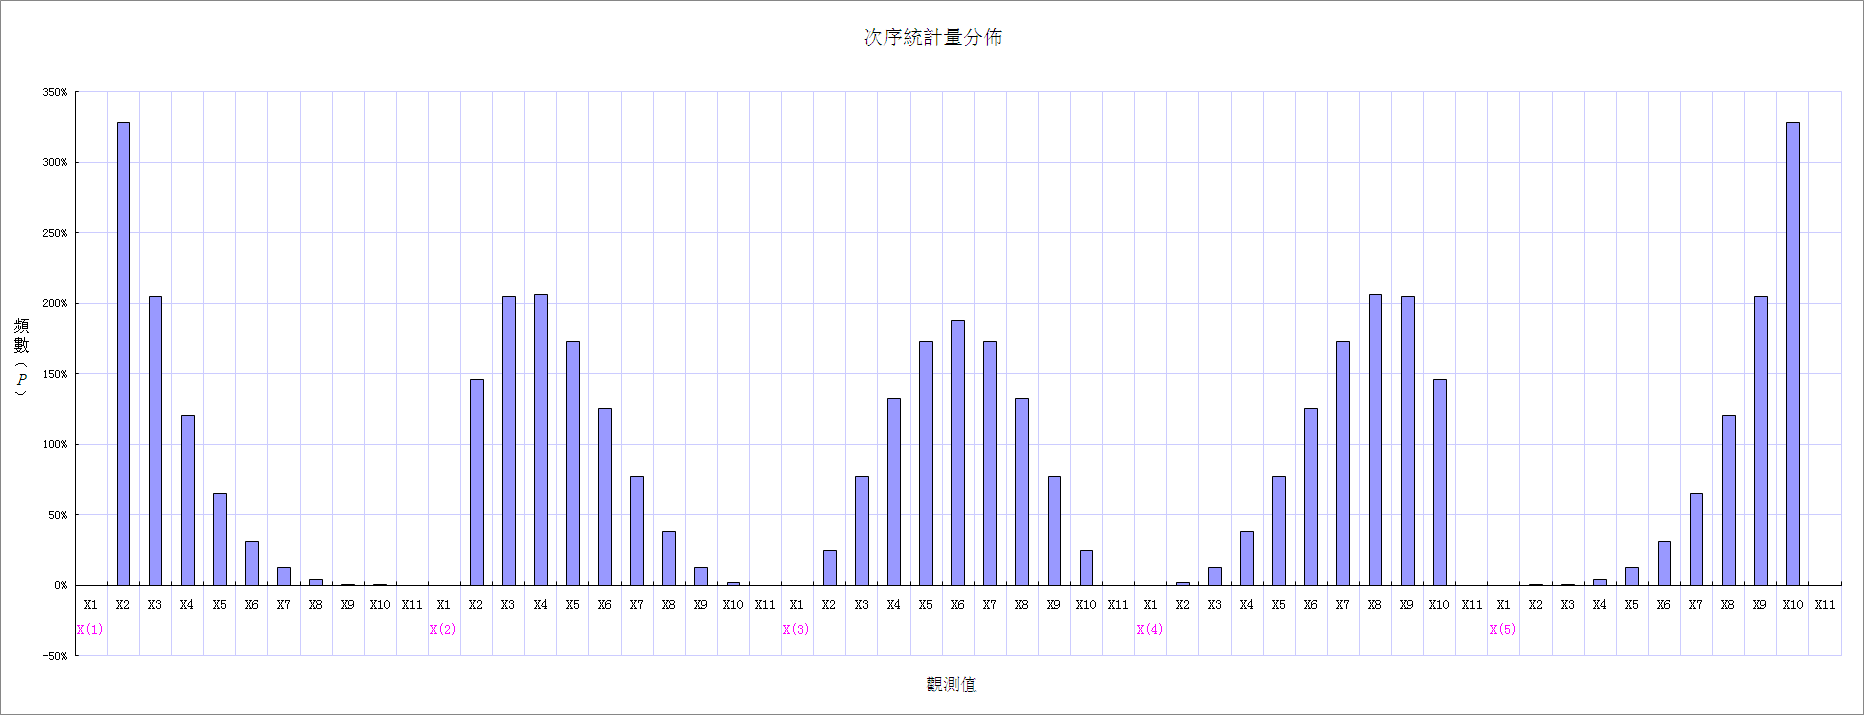 次序統計量分佈
350%
300%
250%
200%
150%
100%
50%
0%
-50%
頻數(P)
X1 X2 X3 X4 X5 X6 X7 X8 X9 X10 X11 X1 X2 X3 X4 X5 X6 X7 X8 X9 X10 X11 X1 X2 X3 X4 X5 X6 X7 X8 X9 X10 X11 X1 X2 X3 X4 X5 X6 X7 X8 X9 X10 X11 X1 X2 X3 X4 X5 X6 X7 X8 X9 X10 X11
X(1) X(2) X(3) X(4) X(5)
觀測值